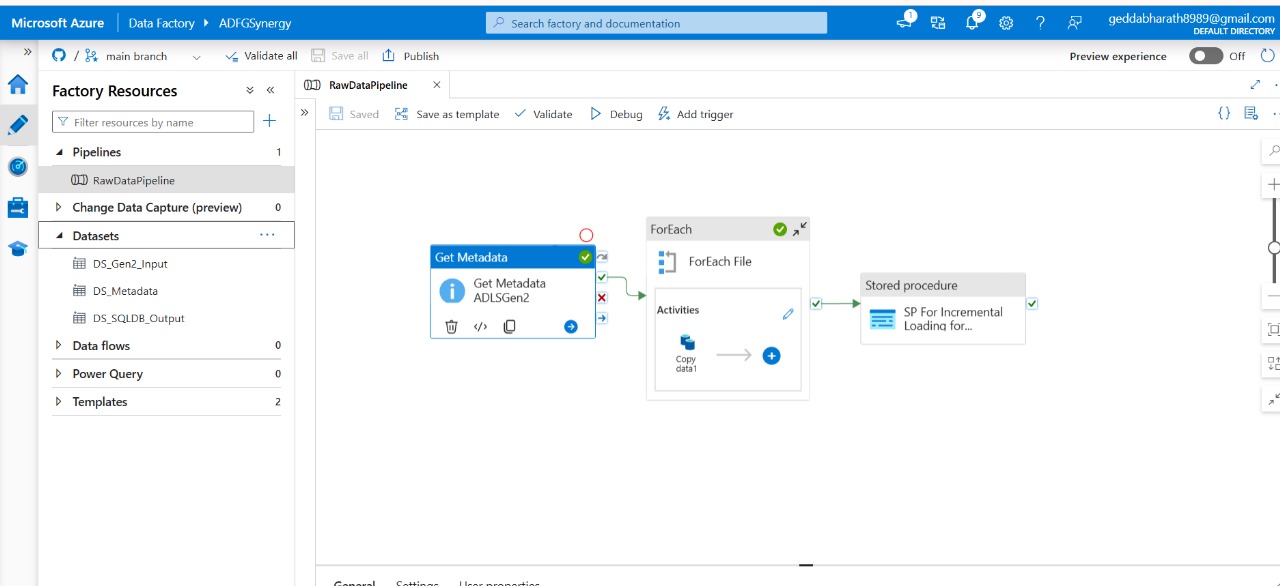 Microsoft Azure
Data Factory
ADFGSynergy
Search factory and documentation
1
9
geddabharath8989@gmail.com
DEFAULT DIRECTORY
/
main branch
Validate all
Save all
Publish
Preview experience
Off
Factory Resources
Filter resources by name
Pipelines
1
RawDataPipeline
Change Data Capture (preview)
0
Datasets
DS_Gen2_Input
DS_Metadata
DS_SQLDB_Output
Data flows
0
Power Query
0
Templates
2
RawDataPipeline
Saved
Save as template
Validate
Debug
Add trigger
Get Metadata
Get Metadata
ADLSGen2
ForEach
ForEach File
Activities
Copy
data1
Stored procedure
SP For Incremental
Loading for...
General
Settings
User properties